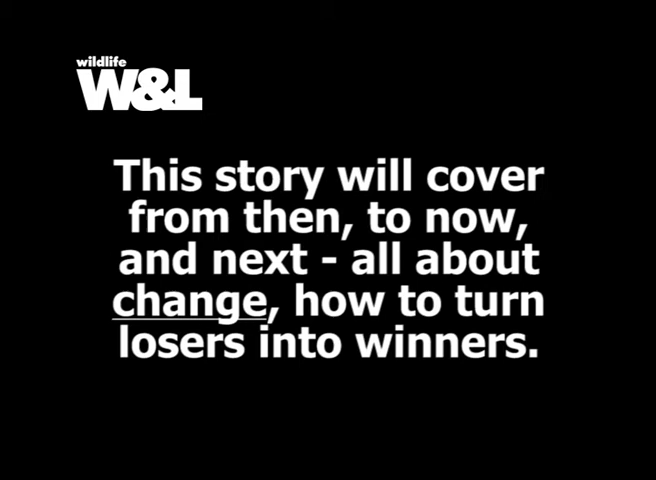 wildlife
W&L
This story will cover
from then, to now,
and next - all about
change, how to turn
losers into winners.